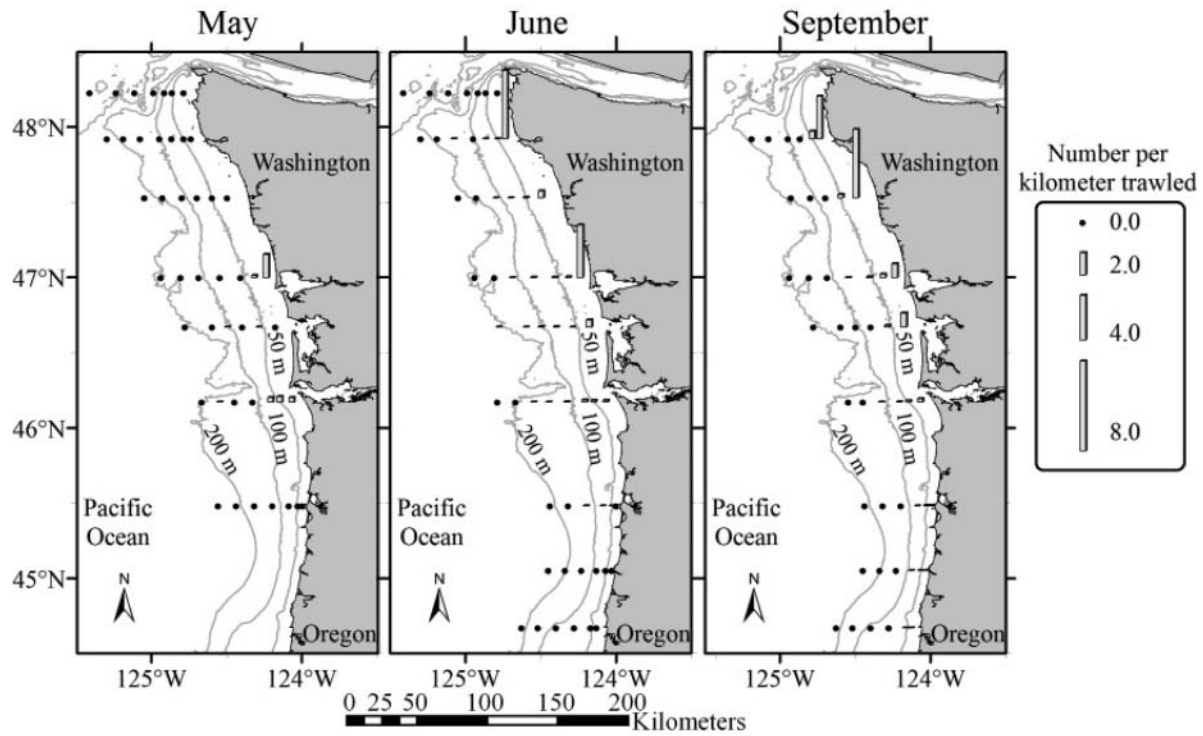 May
June
September
48°N
47°N
46°N
45°N
Washington
50 m
100 m
200 m
Pacific
Ocean
N
Oregon
Washington
50 m
100 m
200 m
Pacific
Ocean
N
Oregon
Washington
50 m
100 m
200 m
Pacific
Ocean
N
Oregon
125°W
124°W
125°W
124°W
125°W
124°W
0 25 50 100 150 200
Kilometers
Number per
kilometer trawled
0.0
2.0
4.0
8.0